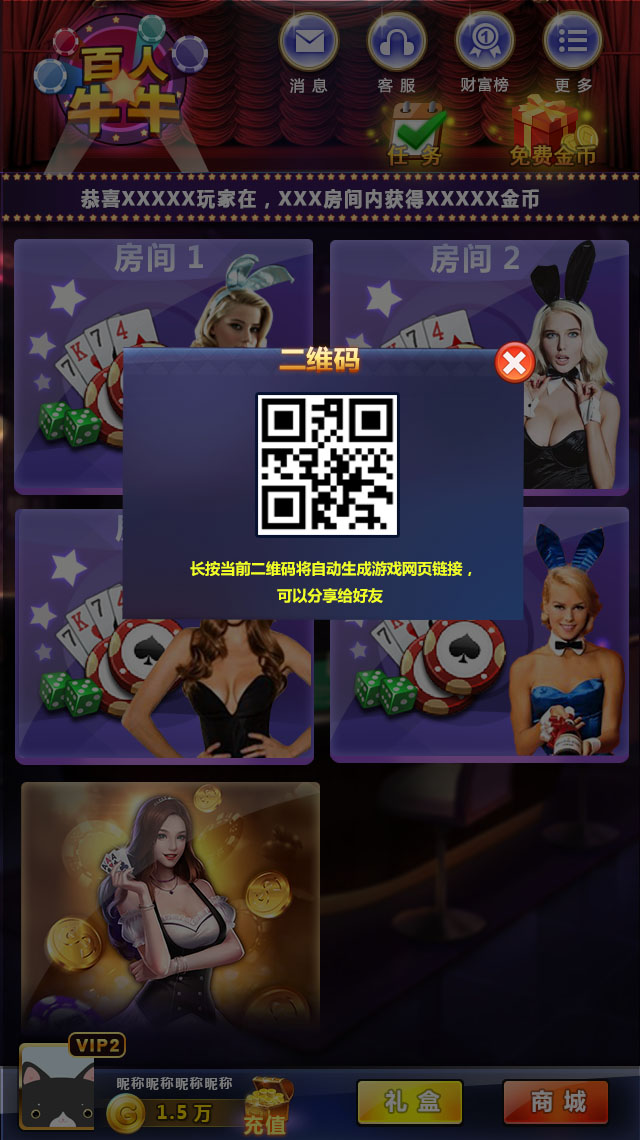 百人
牛牛
消息
客服
财富榜
更多
任务
免费金币
恭喜XXXXX玩家在，XXX房间内获得XXXXX金币
房间 1
房间 2
K 7 4
二维码
长按当前二维码将自动生成游戏网页链接，
可以分享给好友
VIP2
昵称昵称昵称昵称
1.5 万
充值
礼盒
商城